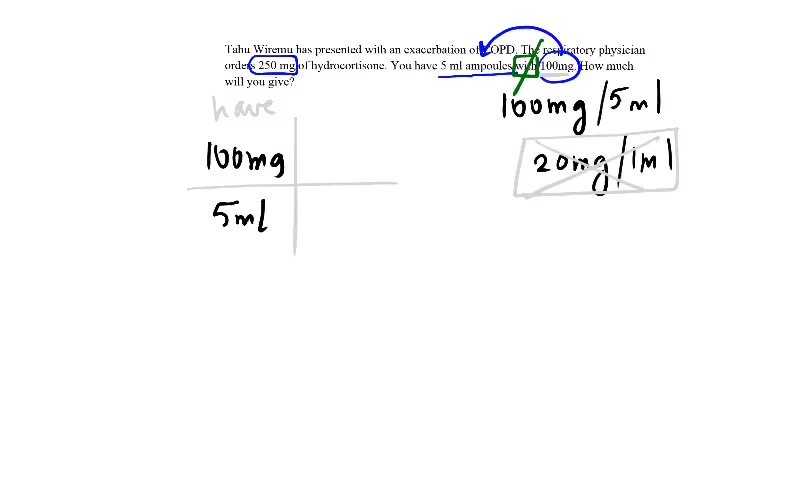 Tahu Wiremu has presented with an exacerbation of COPD. The respiratory physician
orders 250 mg of hydrocortisone. You have 5 ml ampoules with 100mg. How much
will you give?
have
100mg/5ml
100mg
20mg/1ml
5ml